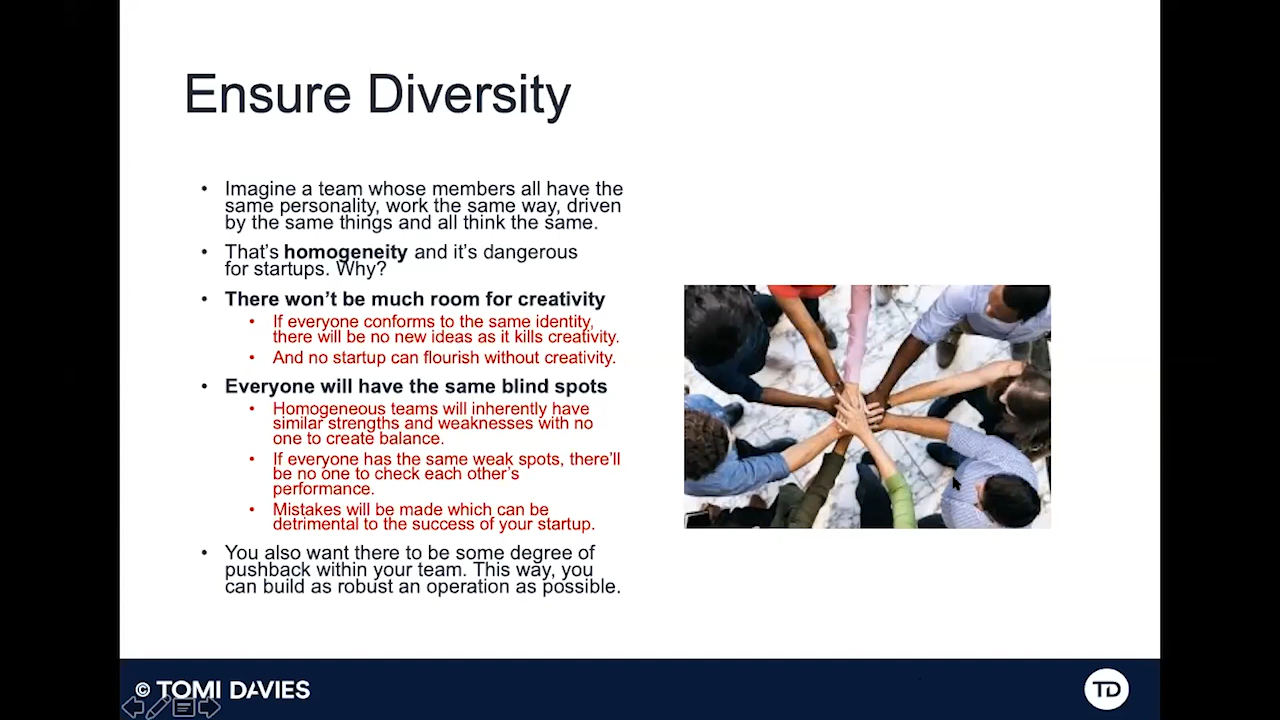 Ensure Diversity
• Imagine a team whose members all have the
same personality, work the same way, driven
by the same things and all think the same.
• That’s homogeneity and it’s dangerous
for startups. Why?
• There won’t be much room for creativity
• If everyone conforms to the same identity,
there will be no new ideas as it kills creativity.
• And no startup can flourish without creativity.
• Everyone will have the same blind spots
• Homogeneous teams will inherently have
similar strengths and weaknesses with no
one to create balance.
• If everyone has the same weak spots, there’ll
be no one to check each other’s
performance.
• Mistakes will be made which can be
detrimental to the success of your startup.
• You also want there to be some degree of
pushback within your team. This way, you
can build as robust an operation as possible.
© TOMI DAVIES
TD